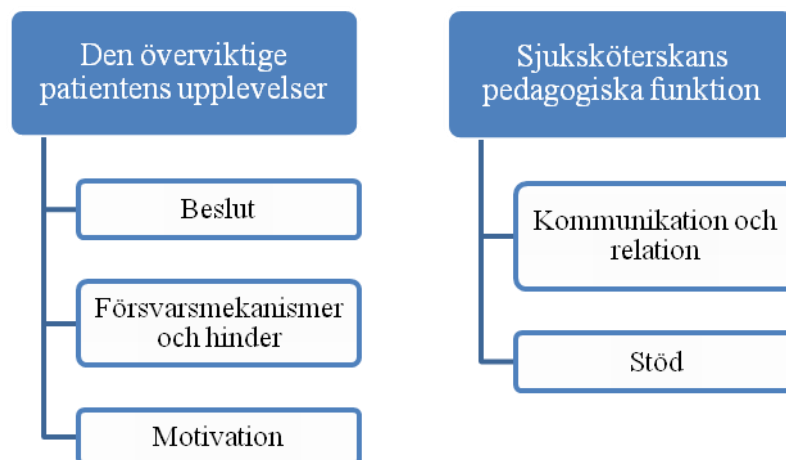 Den överviktige
patientens upplevelser
Beslut
Försvarsmekanismer
och hinder
Motivation
Sjuksköterskans
pedagogiska funktion
Kommunikation och
relation
Stöd